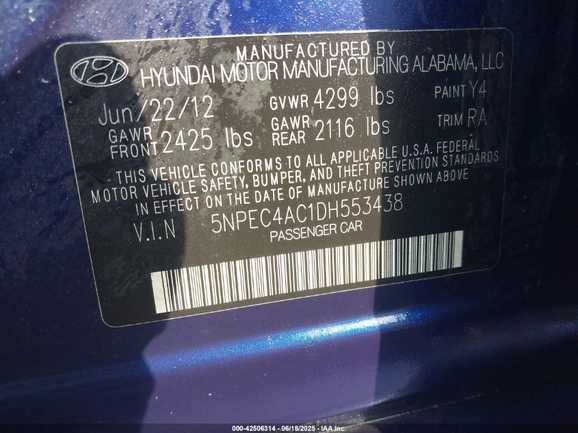 MANUFACTURED BY
HYUNDAI MOTOR MANUFACTURING ALABAMA, LLC
Jun/22/12 GVWR 4299 lbs PAINT Y4
GAWR FRONT 2425 lbs GAWR REAR 2116 lbs TRIM RA
THIS VEHICLE CONFORMS TO ALL APPLICABLE U.S.A. FEDERAL
MOTOR VEHICLE SAFETY, BUMPER, AND THEFT PREVENTION STANDARDS
IN EFFECT ON THE DATE OF MANUFACTURE SHOWN ABOVE
V.I.N 5NPEC4AC1DH553438
PASSENGER CAR
000-42506314 - 06/18/2025 - IAA Inc.